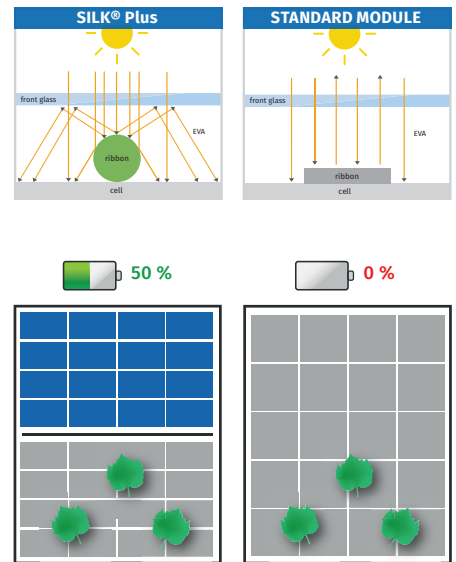 SILK® Plus
front glass
EVA
ribbon
cell
STANDARD MODULE
front glass
EVA
ribbon
cell
50 %
0 %